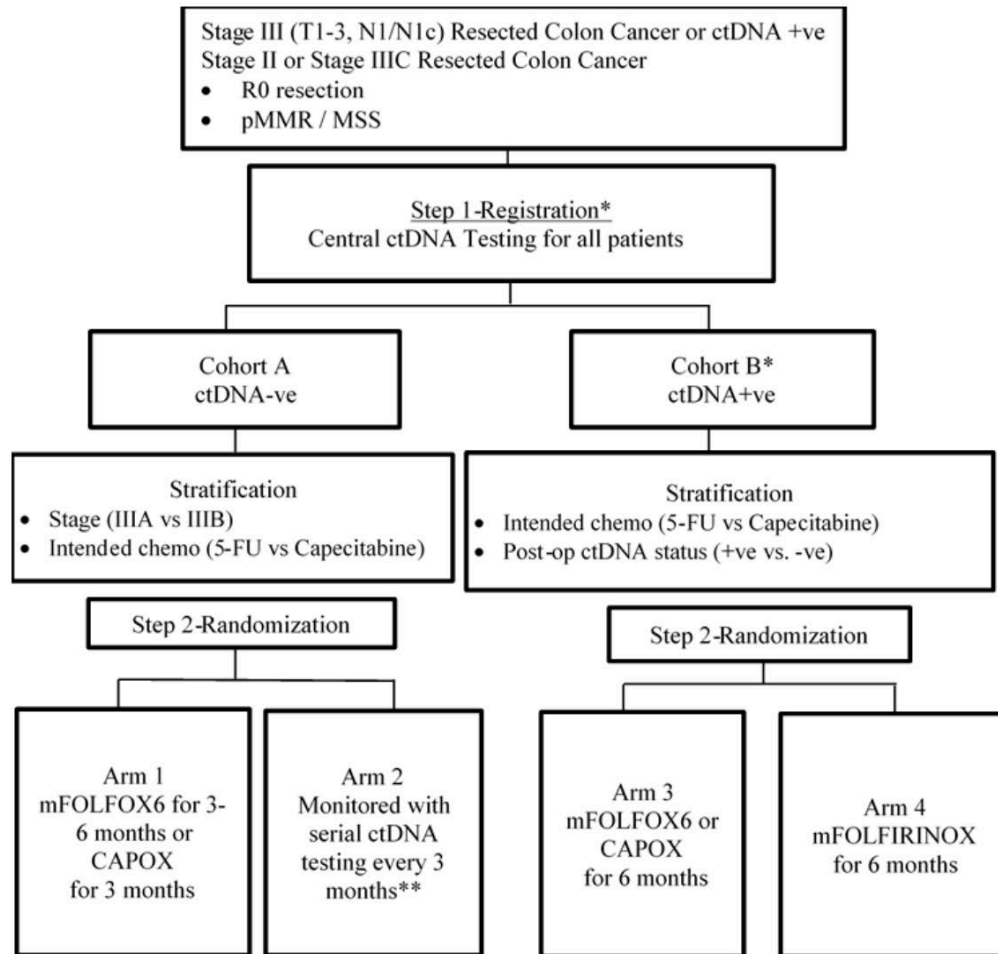 Stage III (T1-3, N1/N1c) Resected Colon Cancer or ctDNA +ve
Stage II or Stage IIIC Resected Colon Cancer
• R0 resection
• pMMR / MSS
Step 1-Registration*
Central ctDNA Testing for all patients
Cohort A
ctDNA-ve
Cohort B*
ctDNA+ve
Stratification
• Stage (IIIA vs IIIB)
• Intended chemo (5-FU vs Capecitabine)
Stratification
• Intended chemo (5-FU vs Capecitabine)
• Post-op ctDNA status (+ve vs. -ve)
Step 2-Randomization
Step 2-Randomization
Arm 1
mFOLFOX6 for 3-
6 months or
CAPOX
for 3 months
Arm 2
Monitored with
serial ctDNA
testing every 3
months**
Arm 3
mFOLFOX6 or
CAPOX
for 6 months
Arm 4
mFOLFIRINOX
for 6 months